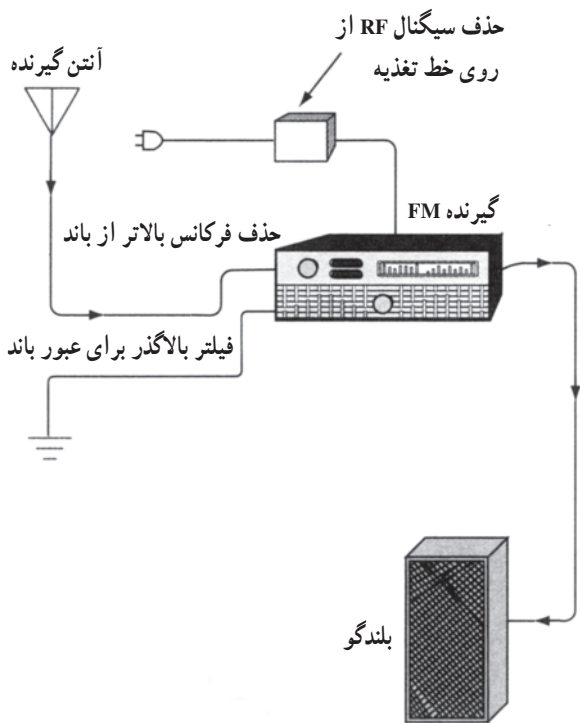 حذف سیگنال RF از
روی خط تغذیه
آنتن گیرنده
گیرنده FM
حذف فرکانس بالاتر از باند
فیلتر بالاگذر برای عبور باند
بلندگو